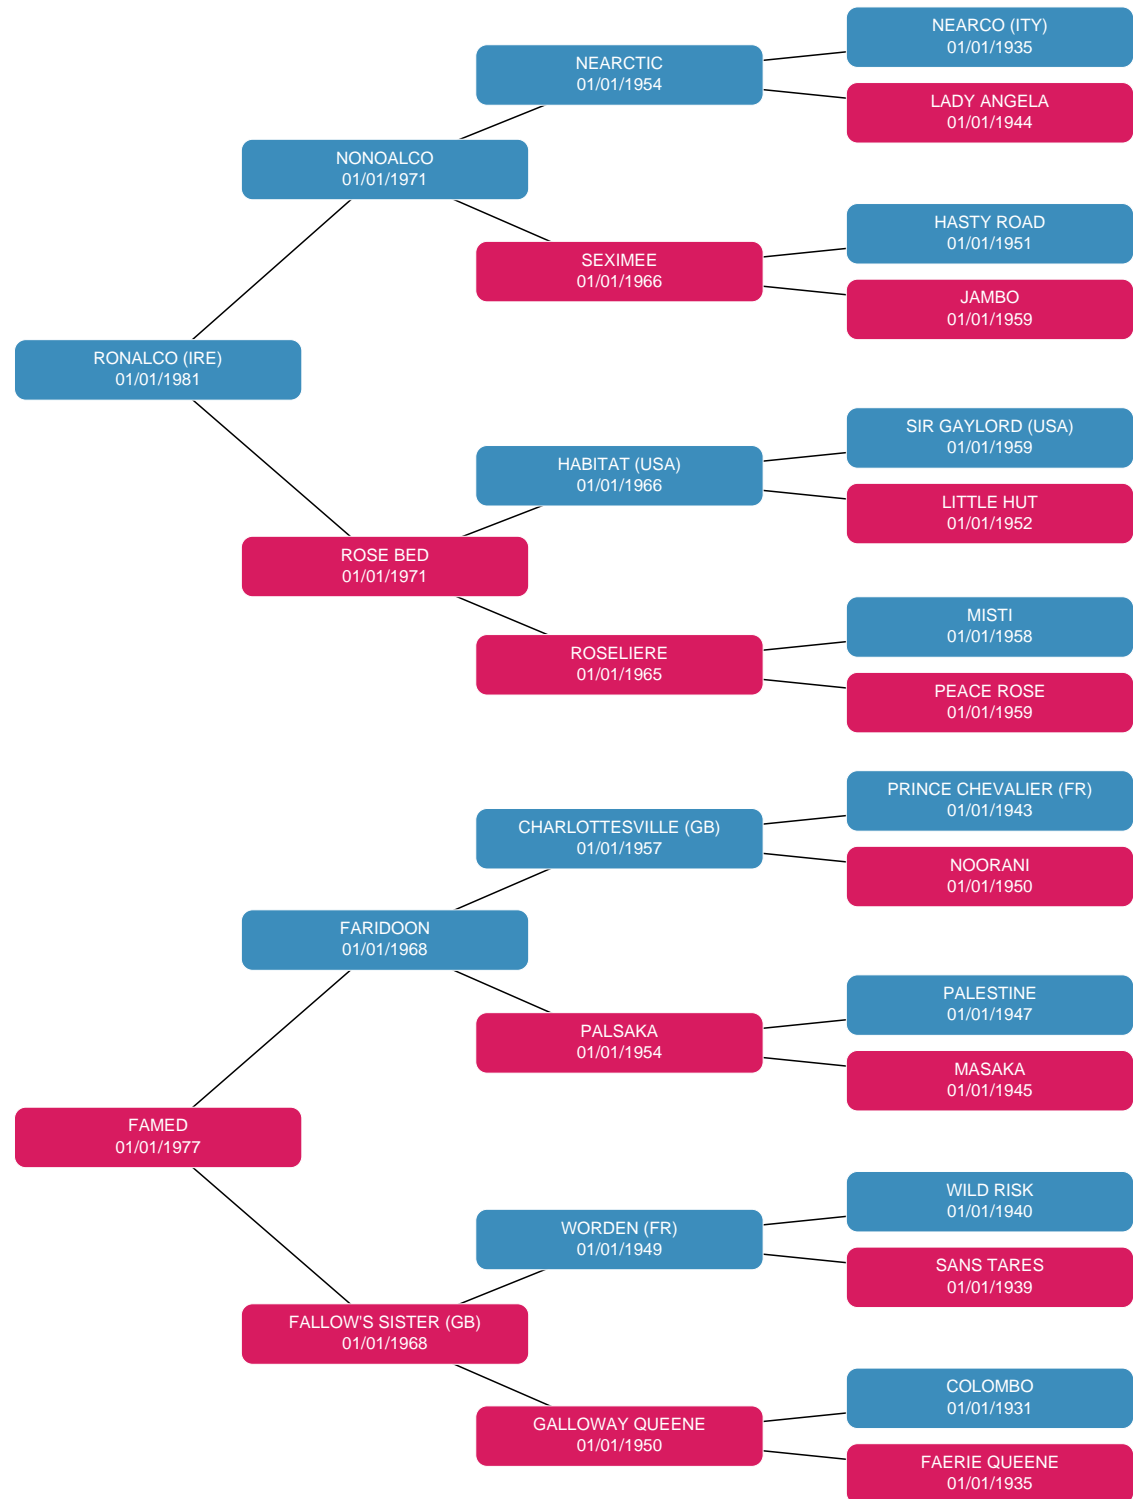 NEARCO (ITY)
01/01/1935
NEARCTIC
01/01/1954
LADY ANGELA
01/01/1944
NONOALCO
01/01/1971
HASTY ROAD
01/01/1951
SEXIMEE
01/01/1966
JAMBO
01/01/1959
RONALCO (IRE)
01/01/1981
SIR GAYLORD (USA)
01/01/1959
HABITAT (USA)
01/01/1966
LITTLE HUT
01/01/1952
ROSE BED
01/01/1971
MISTI
01/01/1958
ROSELIERE
01/01/1965
PEACE ROSE
01/01/1959
PRINCE CHEVALIER (FR)
01/01/1943
CHARLOTTESVILLE (GB)
01/01/1957
NOORANI
01/01/1950
FARIDOON
01/01/1968
PALESTINE
01/01/1947
PALSAKA
01/01/1954
MASAKA
01/01/1945
FAMED
01/01/1977
WILD RISK
01/01/1940
WORDEN (FR)
01/01/1949
SANS TARES
01/01/1939
FALLOW'S SISTER (GB)
01/01/1968
COLOMBO
01/01/1931
GALLOWAY QUEENE
01/01/1950
FAERIE QUEENE
01/01/1935